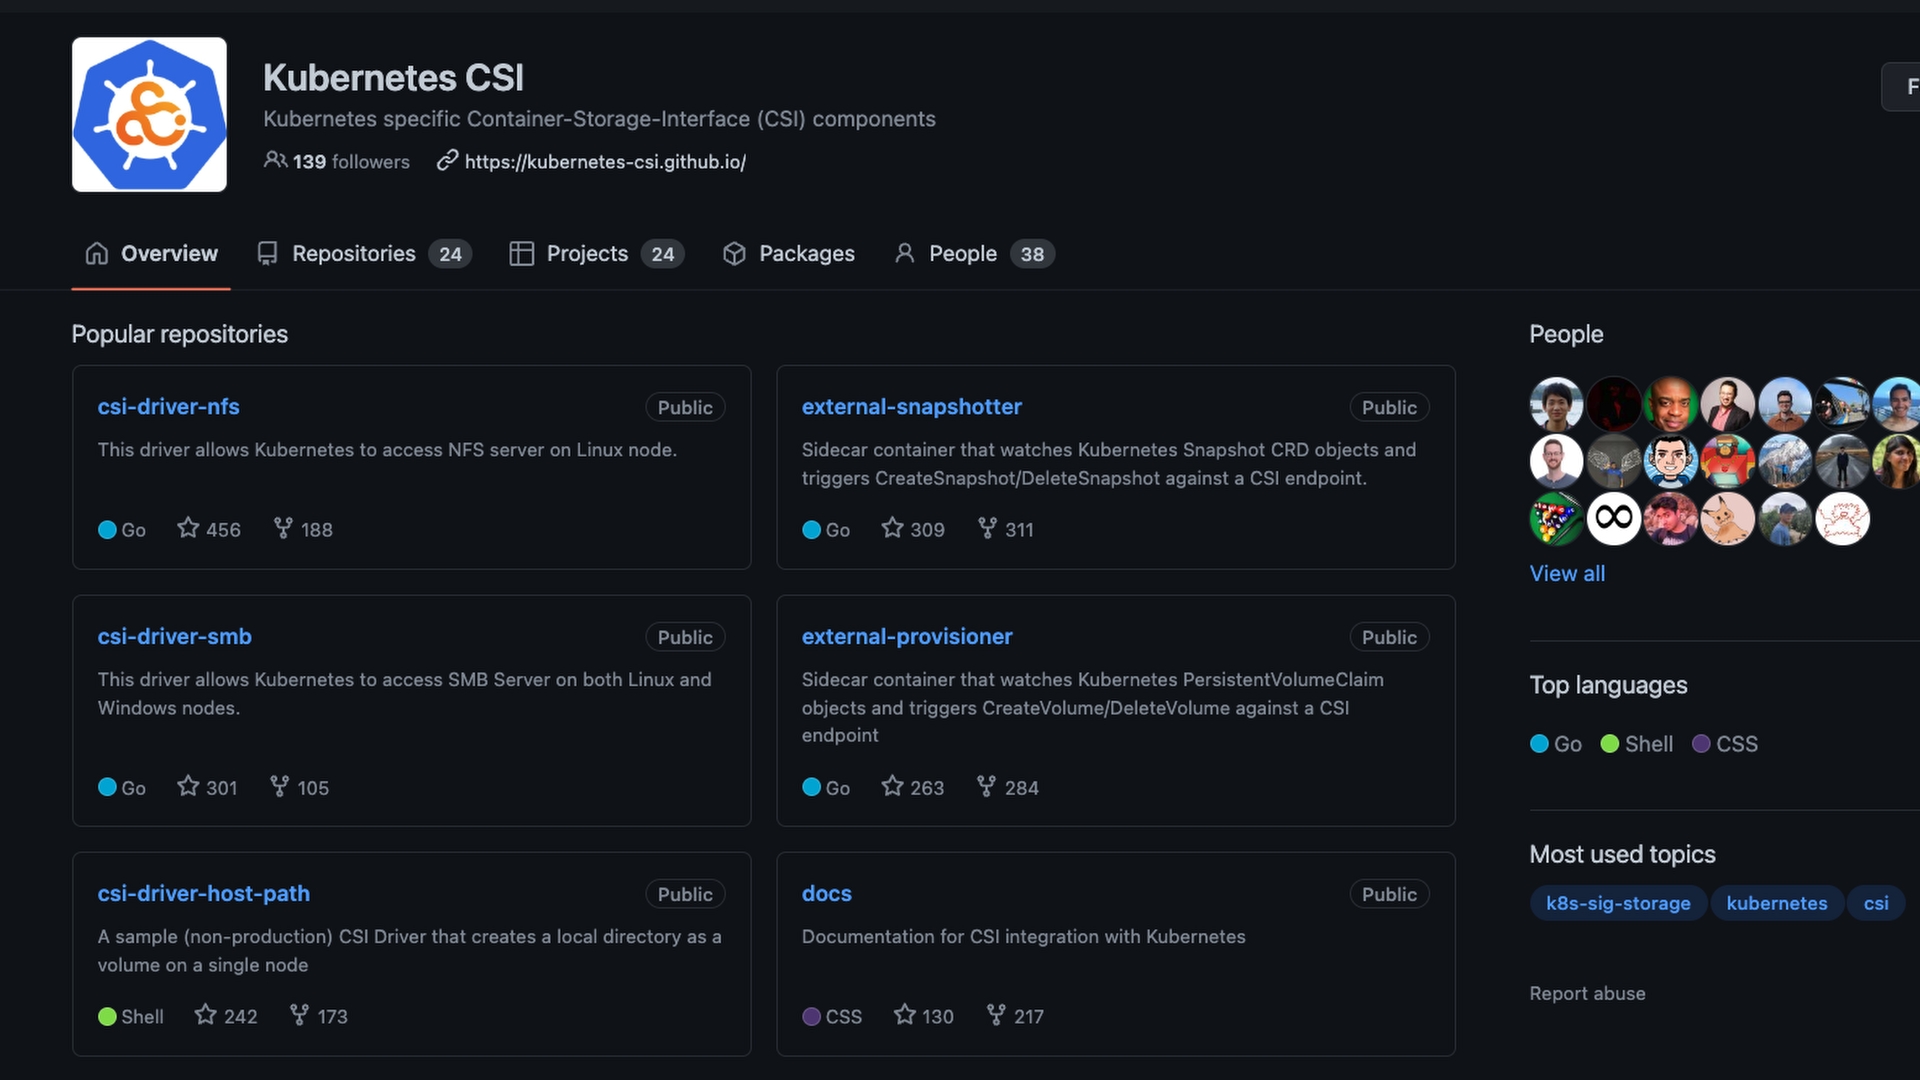 Kubernetes CSI
Kubernetes specific Container-Storage-Interface (CSI) components
139 followers https://kubernetes-csi.github.io/
F
Overview Repositories 24 Projects 24 Packages People 38
Popular repositories
csi-driver-nfs Public
This driver allows Kubernetes to access NFS server on Linux node.
Go 456 188
external-snapshotter Public
Sidecar container that watches Kubernetes Snapshot CRD objects and
triggers CreateSnapshot/DeleteSnapshot against a CSI endpoint.
Go 309 311
csi-driver-smb Public
This driver allows Kubernetes to access SMB Server on both Linux and
Windows nodes.
Go 301 105
external-provisioner Public
Sidecar container that watches Kubernetes PersistentVolumeClaim
objects and triggers CreateVolume/DeleteVolume against a CSI
endpoint
Go 263 284
csi-driver-host-path Public
A sample (non-production) CSI Driver that creates a local directory as a
volume on a single node
Shell 242 173
docs Public
Documentation for CSI integration with Kubernetes
CSS 130 217
People
View all
Top languages
Go Shell CSS
Most used topics
k8s-sig-storage kubernetes csi
Report abuse